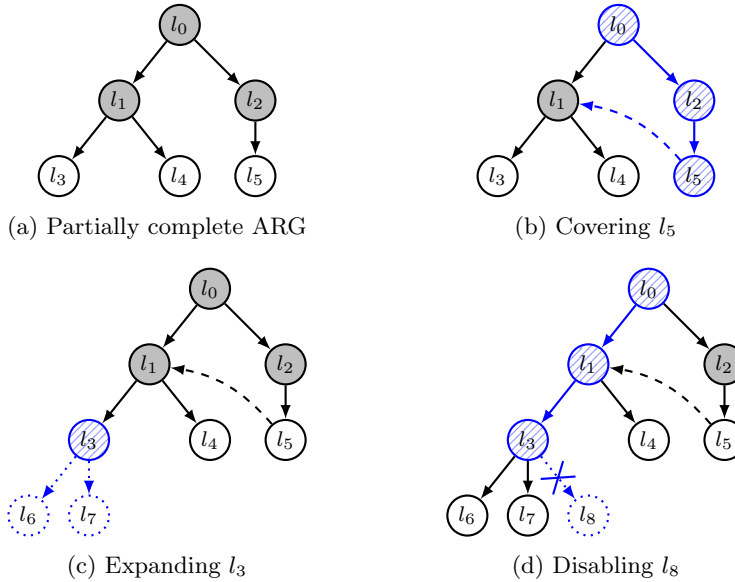 l0
l0
l1
l2
l1
l2
l3
l4
l5
l3
l4
l5
(a) Partially complete ARG
(b) Covering l5
l0
l0
l1
l2
l1
l2
l3
l4
l5
l3
l4
l5
l6
l7
l6
l7
l8
(c) Expanding l3
(d) Disabling l8